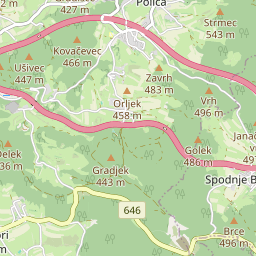 Polica
427 m
Strmec
543 m
Kovačevec
466 m
Ušivec
447 m
Zavrh
483 m
Orljek
458 m
Vrh
496 m
Golek
486 m
Gradjek
443 m
Spodnje B
646
Brce
496 m